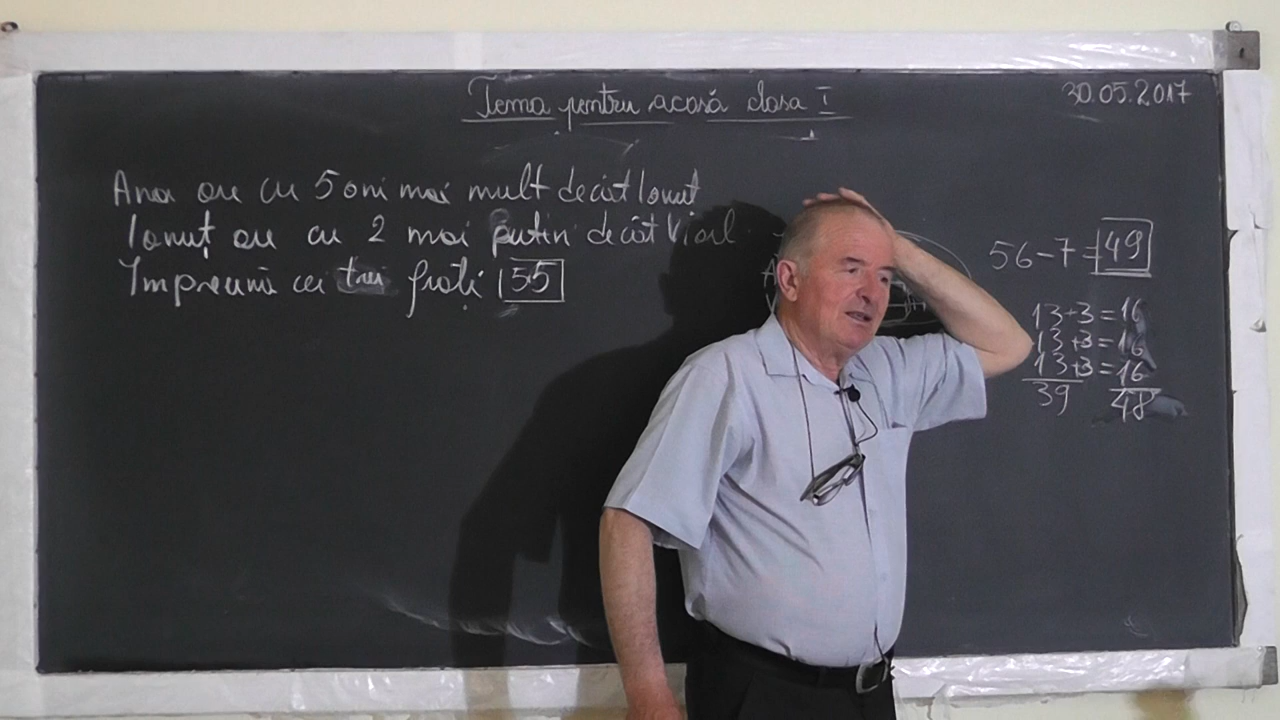 Tema pentru acasă clasa I
30.05.2017
Ana are cu 5 ani mai mult decât Ionuț
Ionuț are cu 2 mai puțin decât Viorel
Împreună cei trei frați 55
56-7=49
13+3=16
13+3=16
13+3=16
39 48